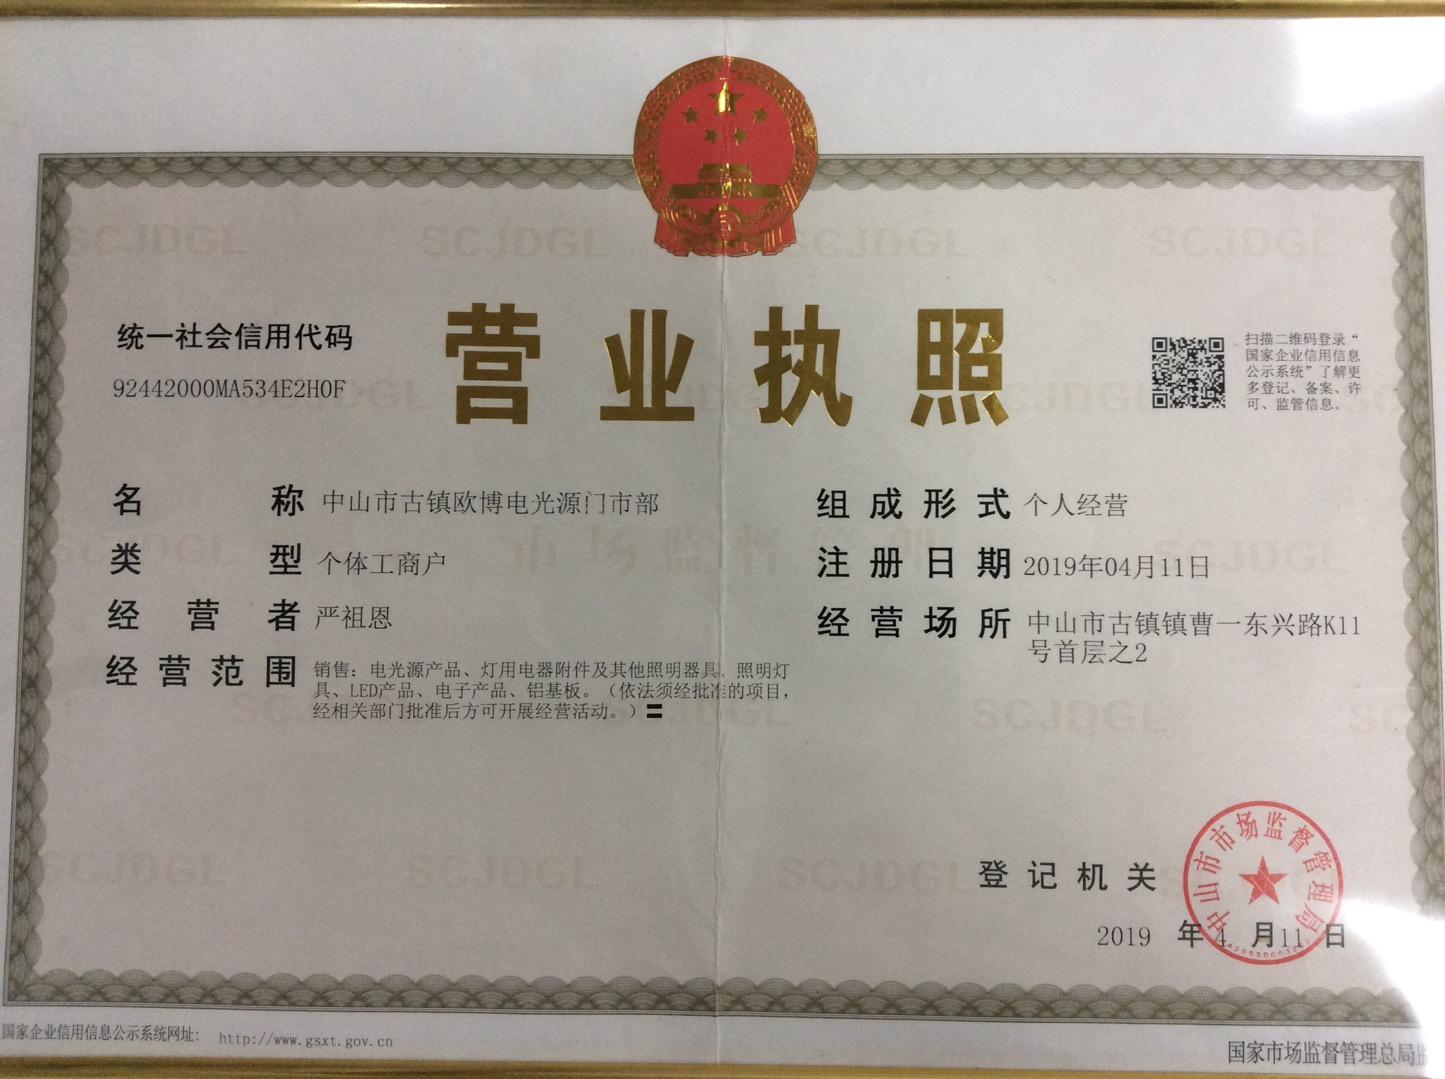 营业执照
统一社会信用代码
92442000MA534E2H0F
扫描二维码登录“
国家企业信用信息
公示系统”了解更
多登记、备案、许
可、监管信息。
名称 中山市古镇欧博电光源门市部
类型 个体工商户
经营者 严祖恩
经营范围 销售：电光源产品、灯用电器附件及其他照明器具、照明灯
具、LED产品、电子产品、铝基板。（依法须经批准的项目，
经相关部门批准后方可开展经营活动。）〓
组成形式 个人经营
注册日期 2019年04月11日
经营场所 中山市古镇镇曹一东兴路K11
号首层之2
登记机关
中山市市场监督管理局
2019 年 4 月 11 日
国家企业信用信息公示系统网址： http://www.gsxt.gov.cn
国家市场监督管理总局监
SCJDGL
市场监督管理